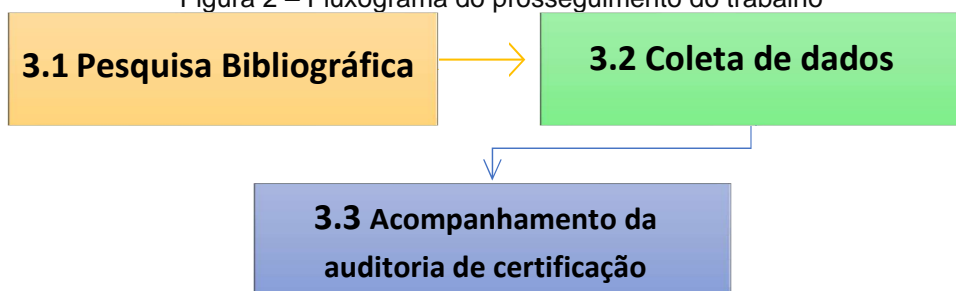 Figura 2 – Fluxograma do prosseguimento do trabalho
3.1 Pesquisa Bibliográfica
3.2 Coleta de dados
3.3 Acompanhamento da
auditoria de certificação